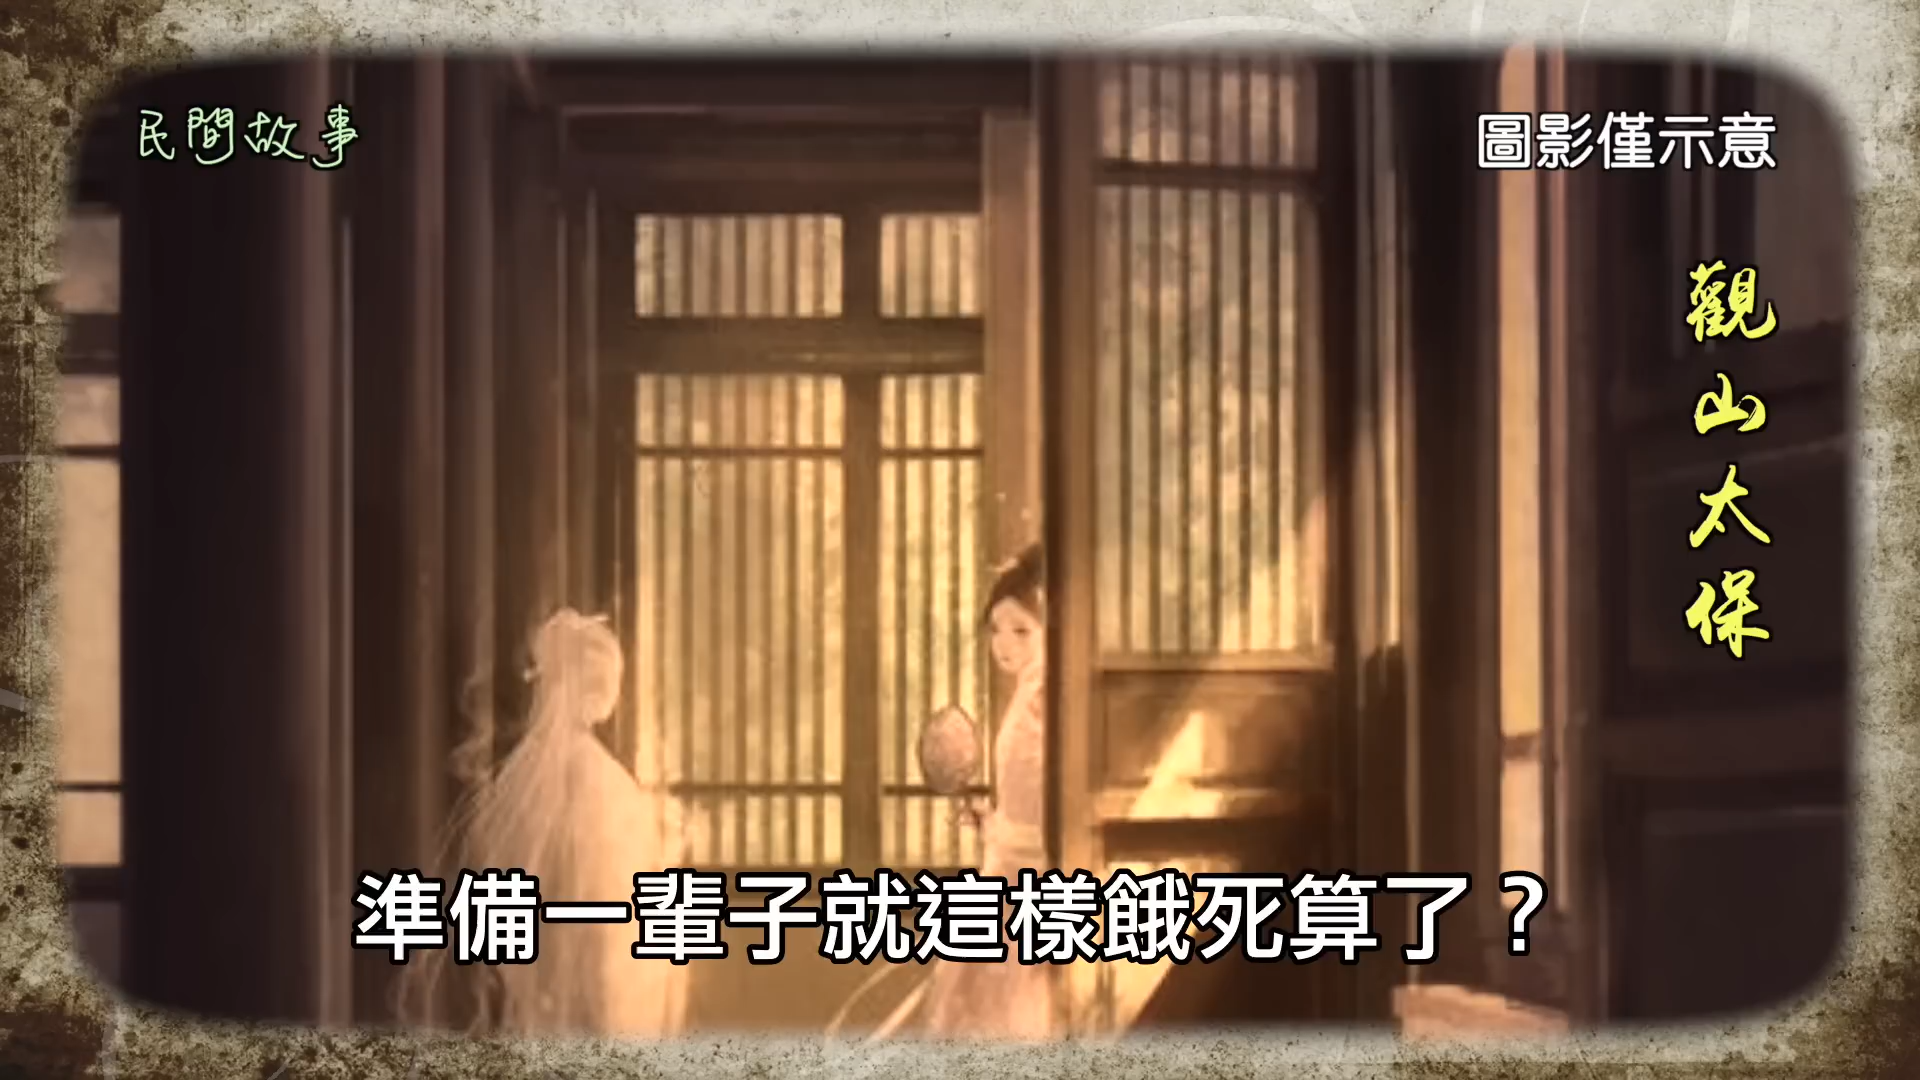 民間故事
圖影僅示意
觀山太保
準備一輩子就這樣餓死算了？